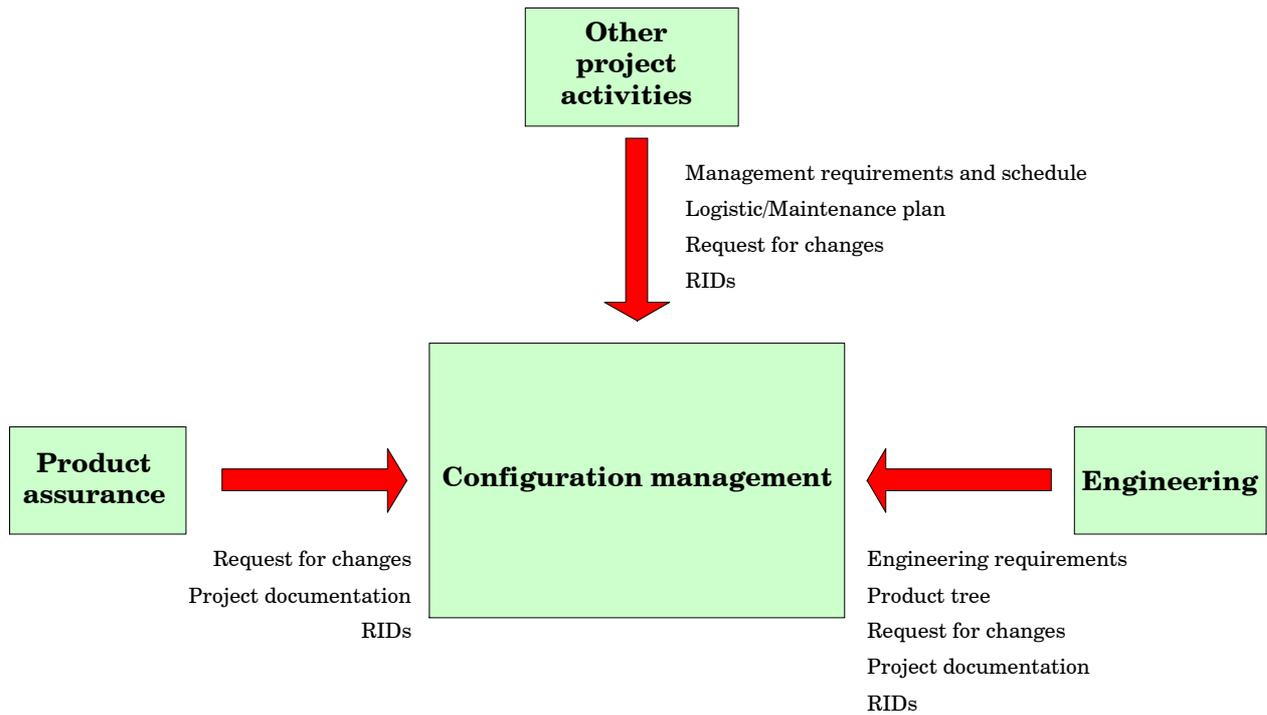 Other
project
activities
Management requirements and schedule
Logistic/Maintenance plan
Request for changes
RIDs
Product
assurance
Configuration management
Engineering
Request for changes
Project documentation
RIDs
Engineering requirements
Product tree
Request for changes
Project documentation
RIDs